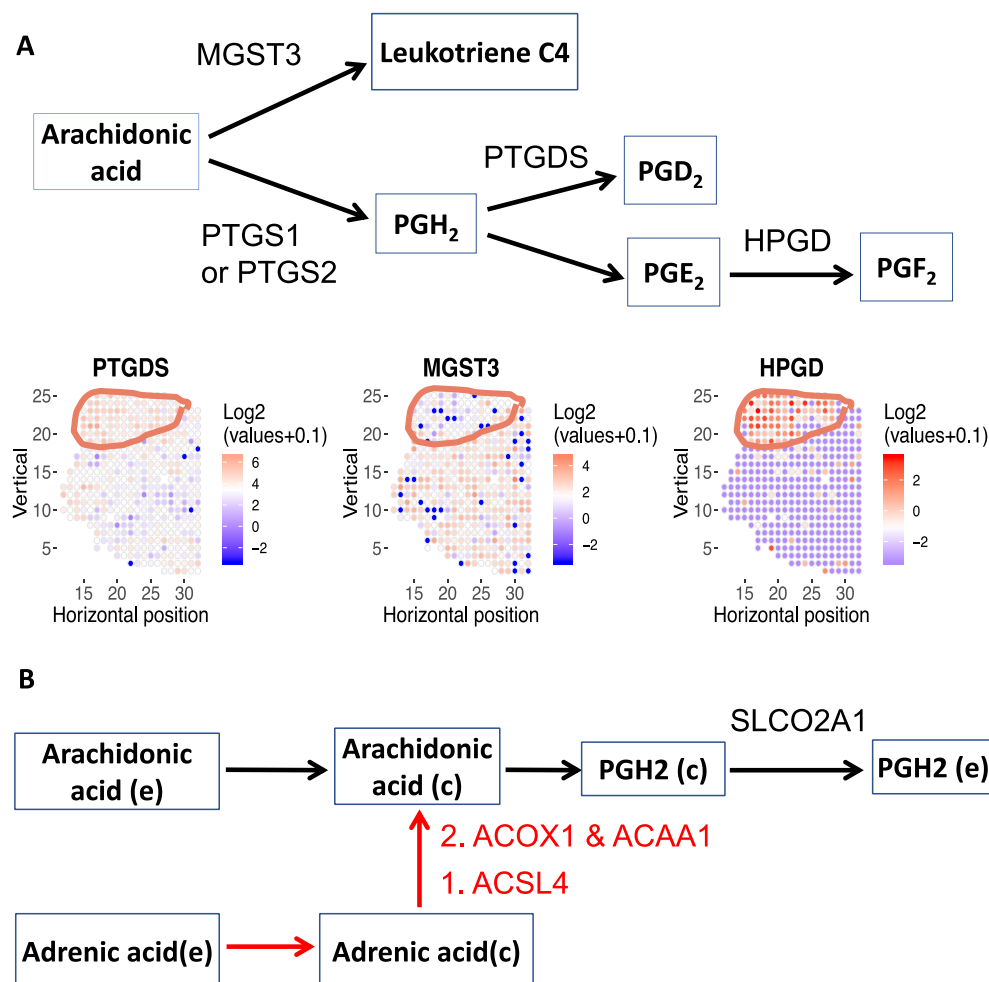 A
MGST3
Leukotriene C4
Arachidonic
acid
PTGDS
PGD₂
PTGS1
or PTGS2
PGH₂
HPGD
PGE₂
PGF₂
PTGDS
25
20
15
10
5
Vertical
15 20 25 30
Horizontal position
Log2
(values+0.1)
6
4
2
0
−2
MGST3
25
20
15
10
5
Vertical
15 20 25 30
Horizontal position
Log2
(values+0.1)
4
2
0
−2
HPGD
25
20
15
10
5
Vertical
15 20 25 30
Horizontal position
Log2
(values+0.1)
2
0
−2
B
SLCO2A1
Arachidonic
acid (e)
Arachidonic
acid (c)
PGH2 (c)
PGH2 (e)
2. ACOX1 & ACAA1
1. ACSL4
Adrenic acid(e)
Adrenic acid(c)